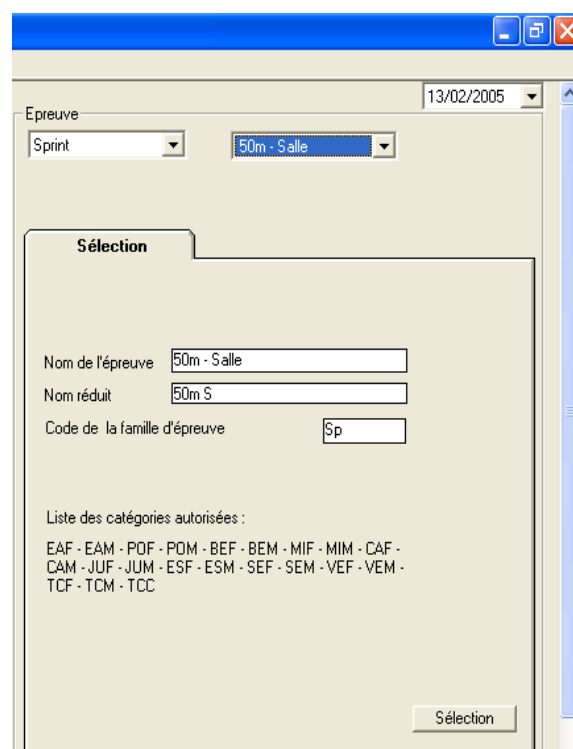 13/02/2005
Epreuve
Sprint 50m - Salle
Sélection
Nom de l'épreuve 50m - Salle
Nom réduit 50m S
Code de la famille d'épreuve Sp
Liste des catégories autorisées :
EAF - EAM - POF - POM - BEF - BEM - MIF - MIM - CAF -
CAM - JUF - JUM - ESF - ESM - SEF - SEM - VEF - VEM -
TCF - TCM - TCC
Sélection